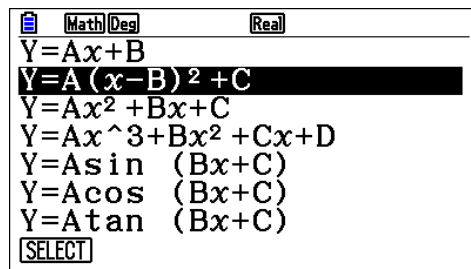 Math Deg Real
Y=Ax+B
Y=A(x−B)²+C
Y=Ax²+Bx+C
Y=Ax^3+Bx²+Cx+D
Y=Asin (Bx+C)
Y=Acos (Bx+C)
Y=Atan (Bx+C)
SELECT